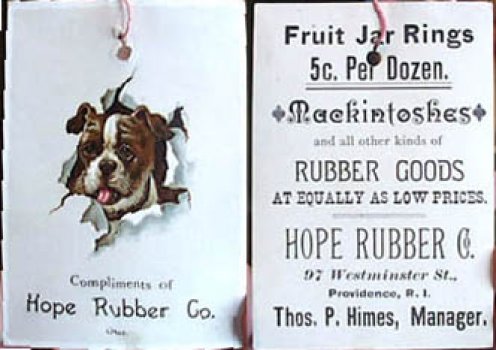 Compliments of
Hope Rubber Co.
Fruit Jar Rings
5c. Per Dozen.
Mackintoshes
and all other kinds of
RUBBER GOODS
AT EQUALLY AS LOW PRICES.
HOPE RUBBER Co.
97 Westminster St.,
Providence, R. I.
Thos. P. Himes, Manager.